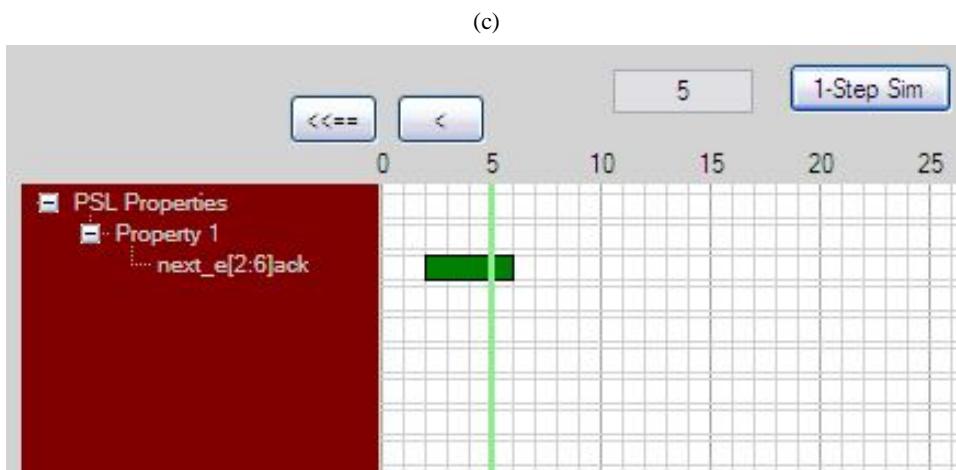 (c)
5 1-Step Sim
<<== <
0 5 10 15 20 25
PSL Properties
Property 1
next_e[2:6]ack